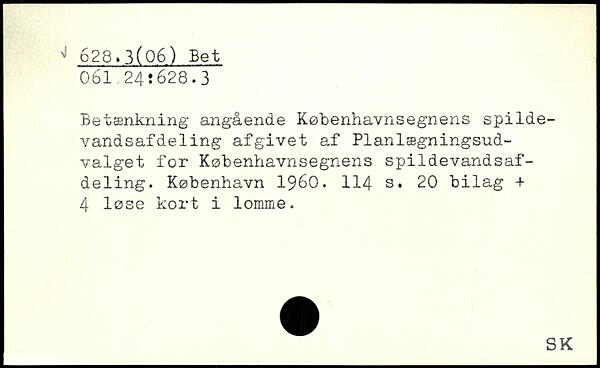 √ 628.3(06) Bet
061.24:628.3
Betænkning angående Københavnsegnens spilde-
vandsafdeling afgivet af Planlægningsud-
valget for Københavnsegnens spildevandsaf-
deling. København 1960. 114 s. 20 bilag +
4 løse kort i lomme.
SK